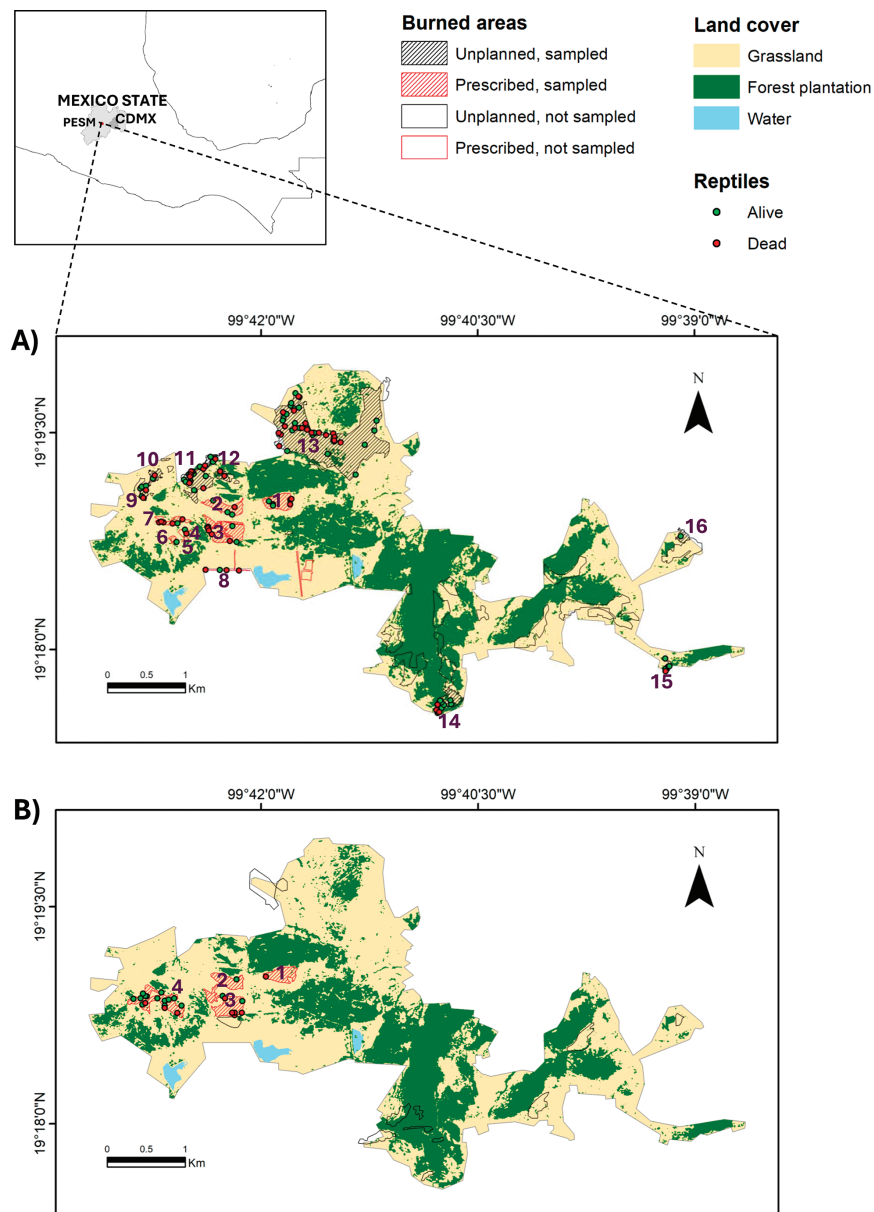 Burned areas
Unplanned, sampled
Prescribed, sampled
Unplanned, not sampled
Prescribed, not sampled
Land cover
Grassland
Forest plantation
Water
Reptiles
Alive
Dead
MEXICO STATE
PESM
CDMX
A)
99°42'0"W
99°40'30"W
99°39'0"W
19°19'30"N
19°18'0"N
N
10
11
12
13
9
7
2
1
6
4
3
5
8
16
15
14
0 0.5 1
Km
B)
99°42'0"W
99°40'30"W
99°39'0"W
19°19'30"N
19°18'0"N
N
4
2
1
3
0 0.5 1
Km